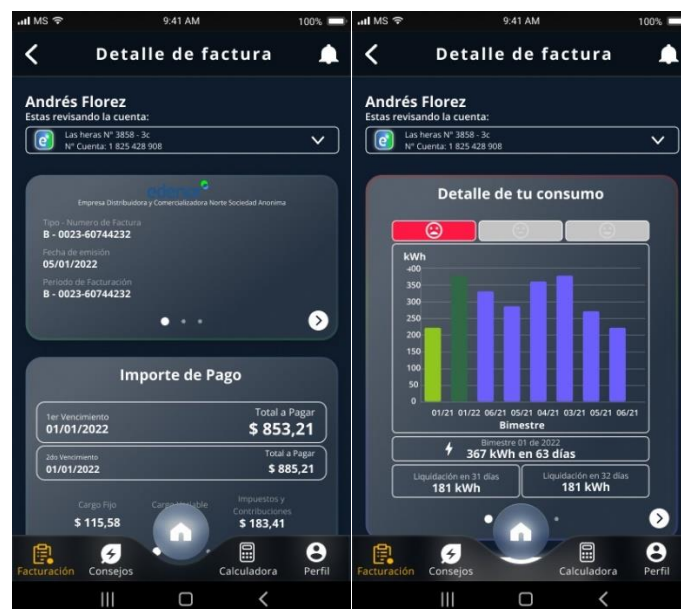 MS 9:41 AM 100%
Detalle de factura
Andrés Florez
Estas revisando la cuenta:
Las heras N° 3858 - 3c
N° Cuenta: 1 825 428 908
edenor
Empresa Distribuidora y Comercializadora Norte Sociedad Anonima
Tipo - Numero de Factura
B - 0023-60744232
Fecha de emisión
05/01/2022
Periodo de Facturación
B - 0023-60744232
Importe de Pago
1er Vencimiento
01/01/2022
Total a Pagar
$ 853,21
2do Vencimiento
01/01/2022
Total a Pagar
$ 885,21
Cargo Fijo
$ 115,58
Cargo Variable
Impuestos y
Contribuciones
$ 183,41
Facturación Consejos Calculadora Perfil
MS 9:41 AM 100%
Detalle de factura
Andrés Florez
Estas revisando la cuenta:
Las heras N° 3858 - 3c
N° Cuenta: 1 825 428 908
Detalle de tu consumo
kWh
400
350
300
250
200
150
100
50
0
01/21 01/22 06/21 05/21 04/21 03/21 05/21 06/21
Bimestre
Bimestre 01 de 2022
367 kWh en 63 días
Liquidación en 31 días
181 kWh
Liquidación en 32 días
181 kWh
Facturación Consejos Calculadora Perfil